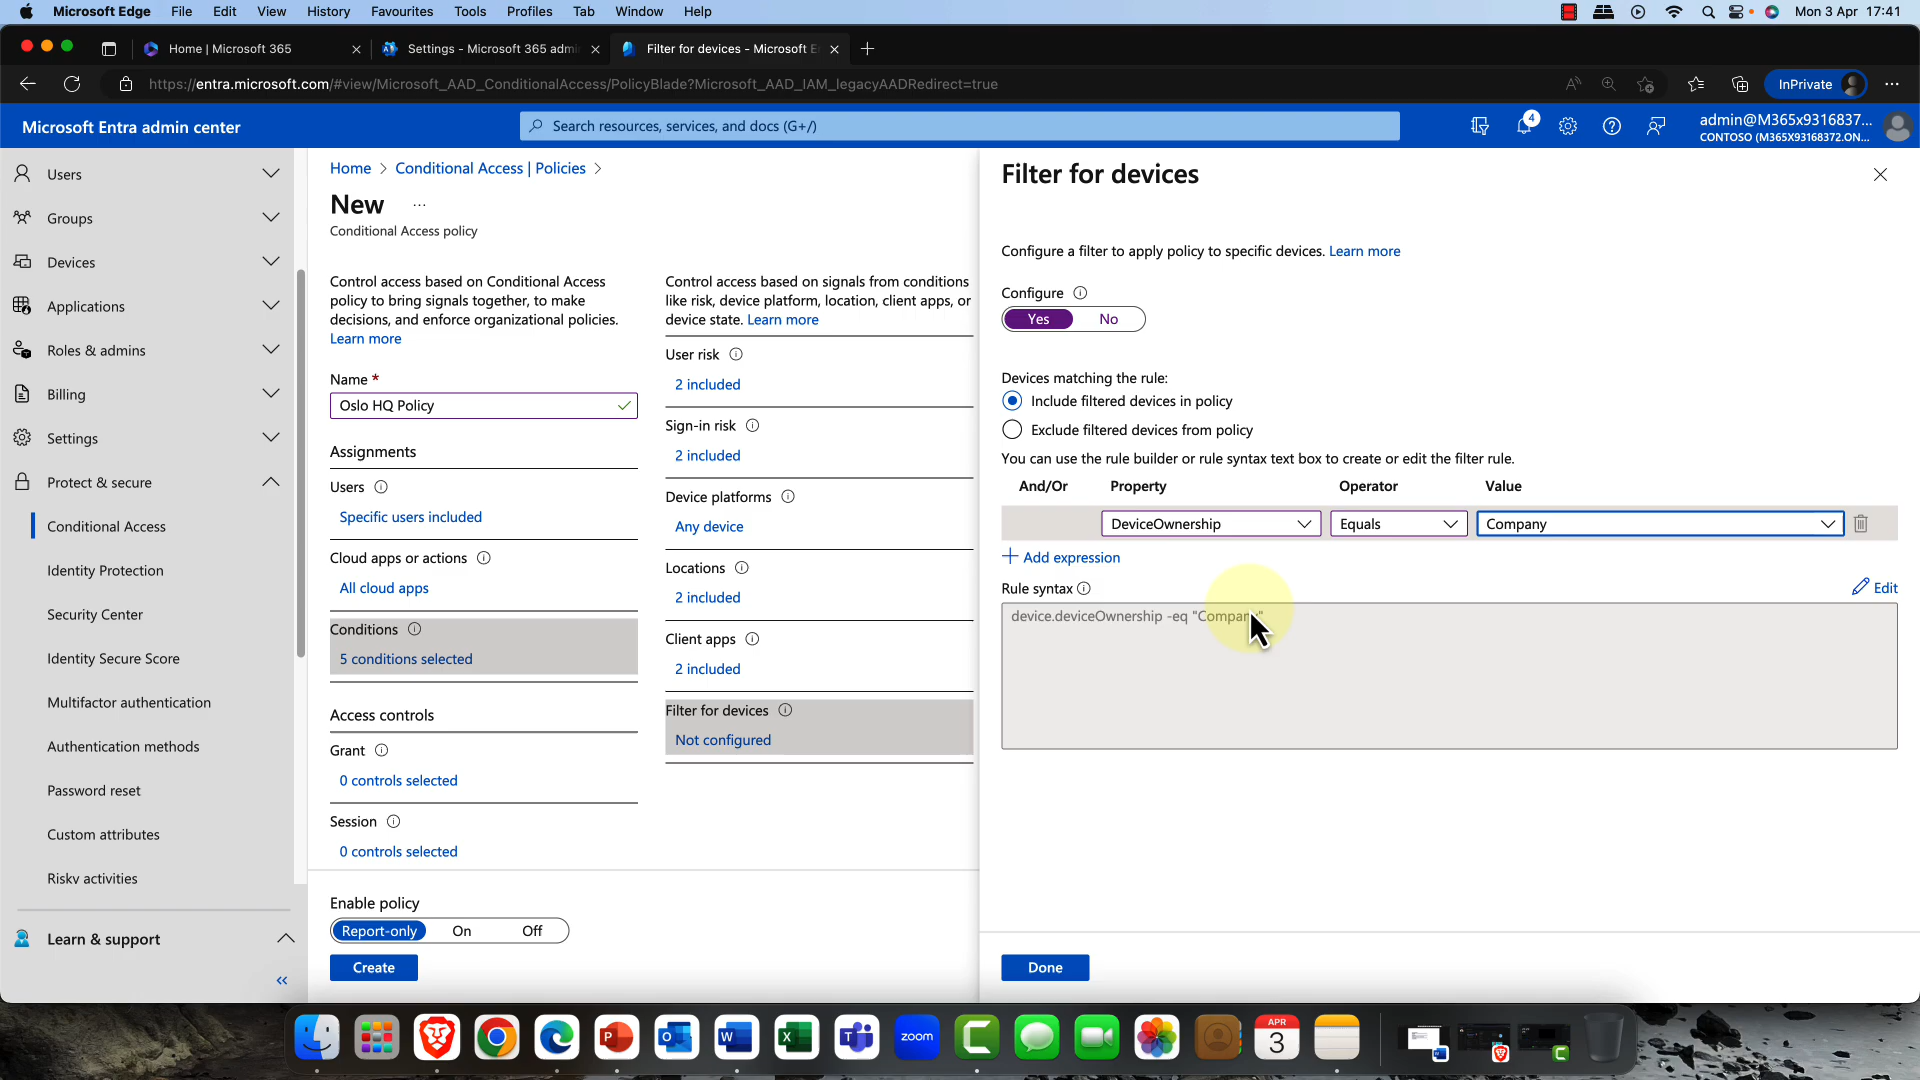 Microsoft Edge File Edit View History Favourites Tools Profiles Tab Window Help Mon 3 Apr 17:41
Home | Microsoft 365
Settings - Microsoft 365 admi
Filter for devices - Microsoft E
https://entra.microsoft.com/#view/Microsoft_AAD_ConditionalAccess/PolicyBlade?Microsoft_AAD_IAM_legacyAADRedirect=true
InPrivate
Microsoft Entra admin center
Search resources, services, and docs (G+/)
4
admin@M365x9316837...
CONTOSO (M365X93168372.ON...
Users
Groups
Devices
Applications
Roles & admins
Billing
Settings
Protect & secure
Conditional Access
Identity Protection
Security Center
Identity Secure Score
Multifactor authentication
Authentication methods
Password reset
Custom attributes
Risky activities
Learn & support
Home > Conditional Access | Policies >
New ...
Conditional Access policy
Control access based on Conditional Access
policy to bring signals together, to make
decisions, and enforce organizational policies.
Learn more
Name *
Oslo HQ Policy
Assignments
Users
Specific users included
Cloud apps or actions
All cloud apps
Conditions
5 conditions selected
Access controls
Grant
0 controls selected
Session
0 controls selected
Enable policy
Report-only On Off
Create
Control access based on signals from conditions
like risk, device platform, location, client apps, or
device state. Learn more
User risk
2 included
Sign-in risk
2 included
Device platforms
Any device
Locations
2 included
Client apps
2 included
Filter for devices
Not configured
Filter for devices
Configure a filter to apply policy to specific devices. Learn more
Configure
Yes No
Devices matching the rule:
Include filtered devices in policy
Exclude filtered devices from policy
You can use the rule builder or rule syntax text box to create or edit the filter rule.
And/Or Property Operator Value
DeviceOwnership Equals Company
Add expression
Rule syntax
Edit
device.deviceOwnership -eq "Company"
Done
zoom
APR
3